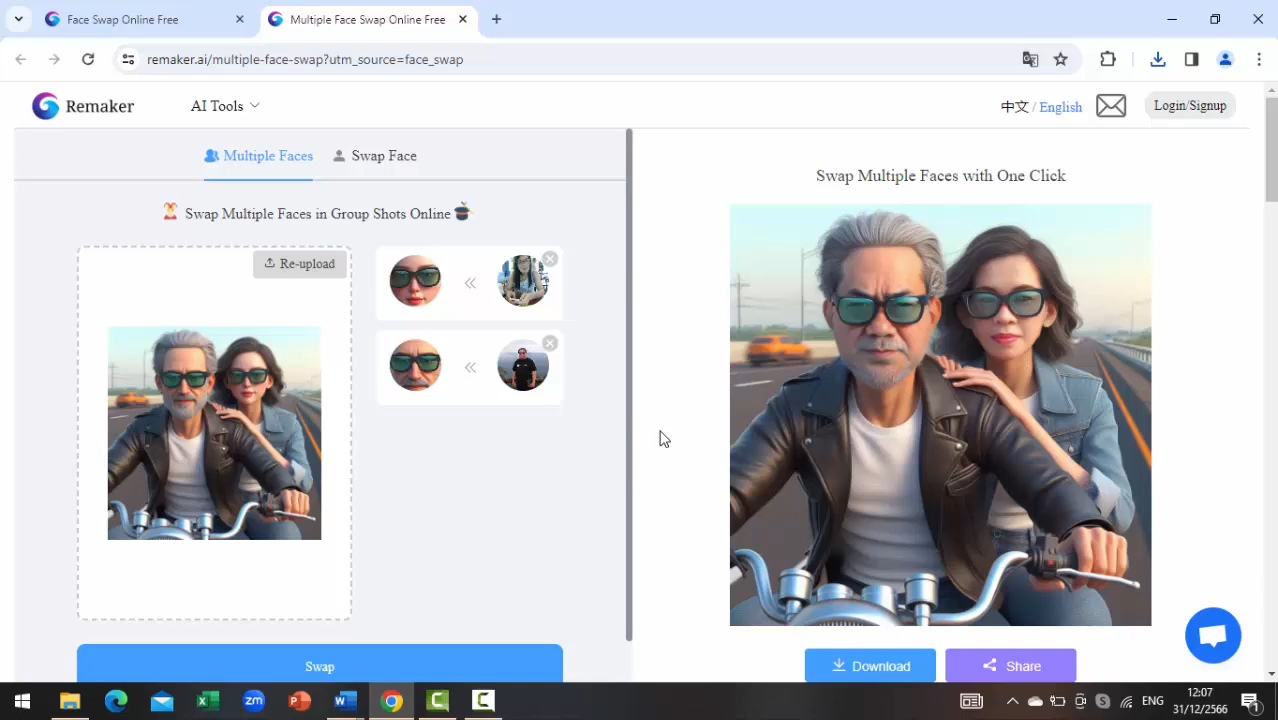 Face Swap Online Free
Multiple Face Swap Online Free
remaker.ai/multiple-face-swap?utm_source=face_swap
Remaker
AI Tools
中文 / English
Login/Signup
Multiple Faces
Swap Face
Swap Multiple Faces in Group Shots Online
Re-upload
Swap
Swap Multiple Faces with One Click
Download
Share
zm
ENG
12:07
31/12/2566
1